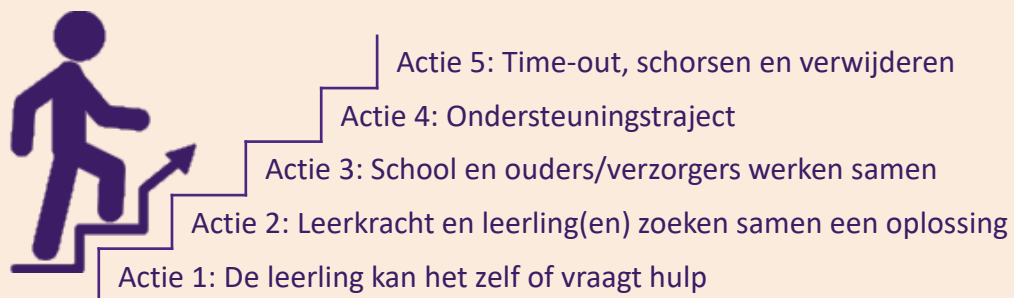 Actie 5: Time-out, schorsen en verwijderen
Actie 4: Ondersteuningstraject
Actie 3: School en ouders/verzorgers werken samen
Actie 2: Leerkracht en leerling(en) zoeken samen een oplossing
Actie 1: De leerling kan het zelf of vraagt hulp